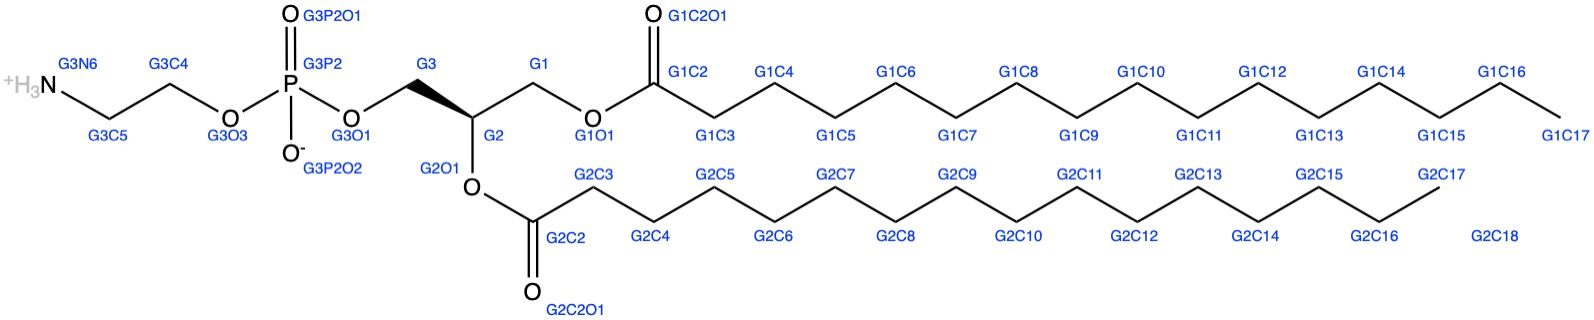 O G3P2O1 O G1C2O1
G3N6 G3C4 G3P2 G3 G1 G1C2 G1C4 G1C6 G1C8 G1C10 G1C12 G1C14 G1C16
+H3N P
O O O
G3C5 G3O3 G3O1 G2 G1O1 G1C3 G1C5 G1C7 G1C9 G1C11 G1C13 G1C15 G1C17
O- G3P2O2 G2O1 G2C3 G2C5 G2C7 G2C9 G2C11 G2C13 G2C15 G2C17
O
G2C2 G2C4 G2C6 G2C8 G2C10 G2C12 G2C14 G2C16 G2C18
O G2C2O1